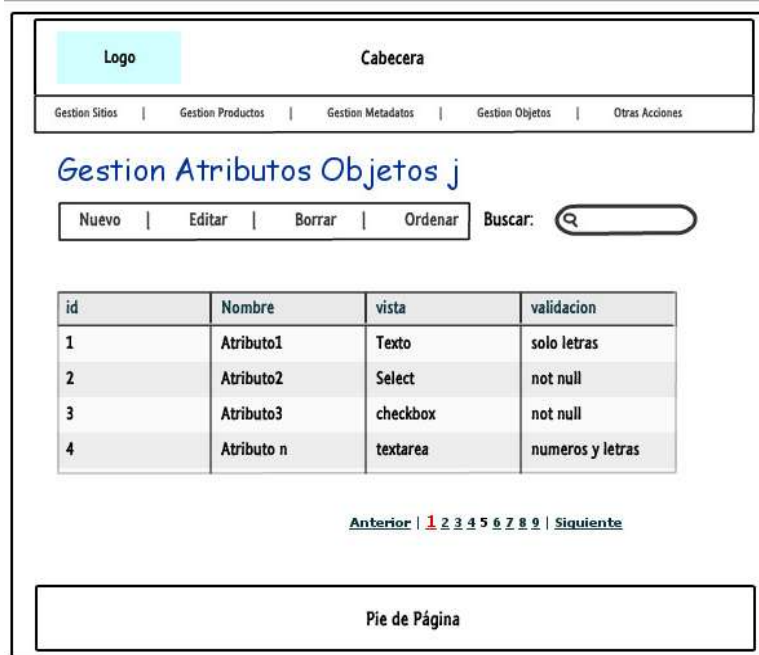 Logo Cabecera
Gestion Sitios | Gestion Productos | Gestion Metadatos | Gestion Objetos | Otras Acciones
Gestion Atributos Objetos j
Nuevo | Editar | Borrar | Ordenar Buscar:
id Nombre vista validacion
1 Atributo1 Texto solo letras
2 Atributo2 Select not null
3 Atributo3 checkbox not null
4 Atributo n textarea numeros y letras
Anterior | 1 2 3 4 5 6 7 8 9 | Siguiente
Pie de Página